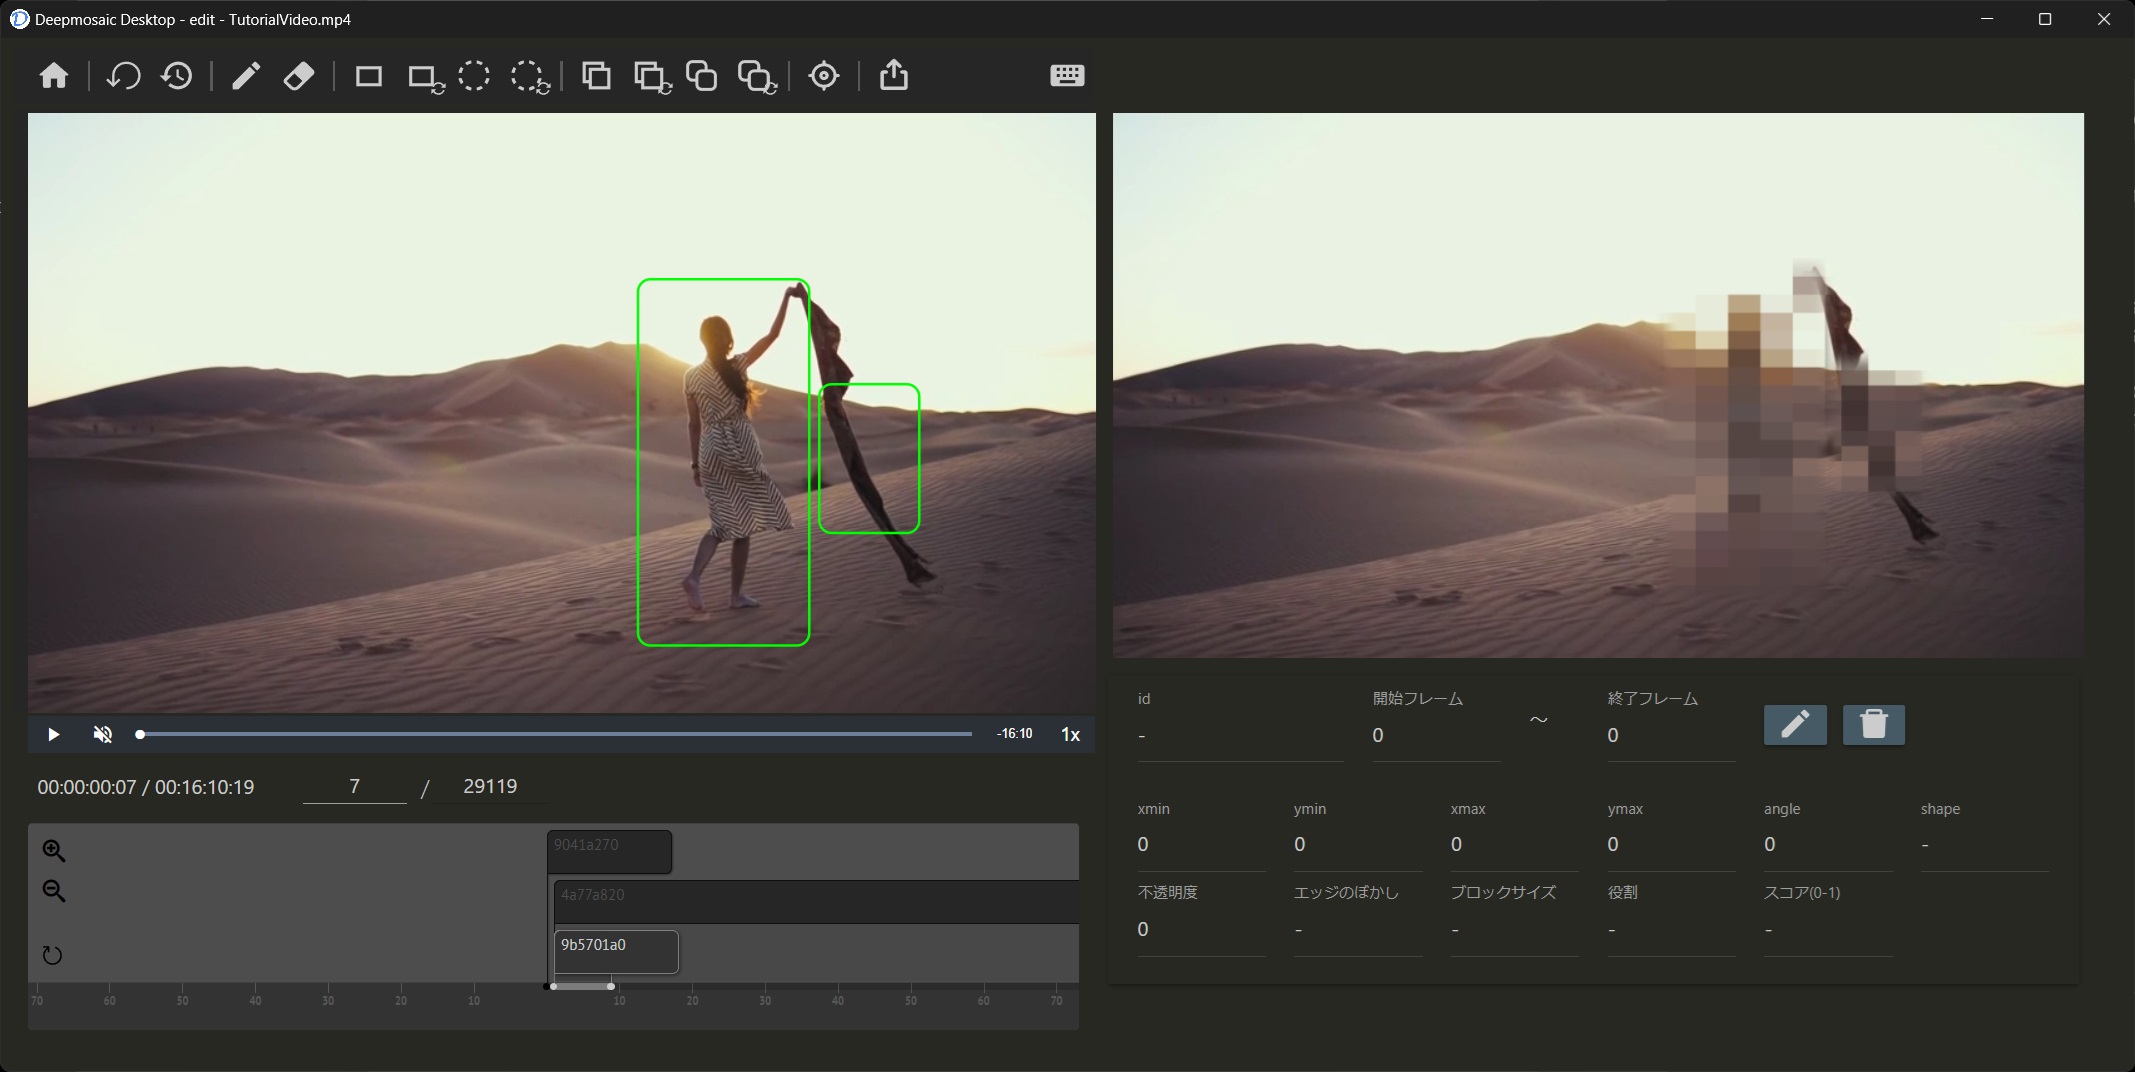 Deepmosaic Desktop - edit - TutorialVideo.mp4
-16:10 1x
00:00:00:07 / 00:16:10:19 7 / 29119
9041a270
4a77a820
9b5701a0
70 60 50 40 30 20 10 10 20 30 40 50 60 70
id 開始フレーム 終了フレーム
- 0 ~ 0
xmin ymin xmax ymax angle shape
0 0 0 0 0 -
不透明度 エッジのぼかし ブロックサイズ 役割 スコア(0-1)
0 - - - -